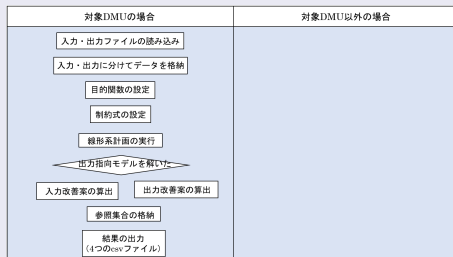 対象DMUの場合
対象DMU以外の場合
入力・出力ファイルの読み込み
入力・出力に分けてデータを格納
目的関数の設定
制約式の設定
線形系計画の実行
出力指向モデルを解いた
入力改善案の算出
出力改善案の算出
参照集合の格納
結果の出力
(4つのcsvファイル)